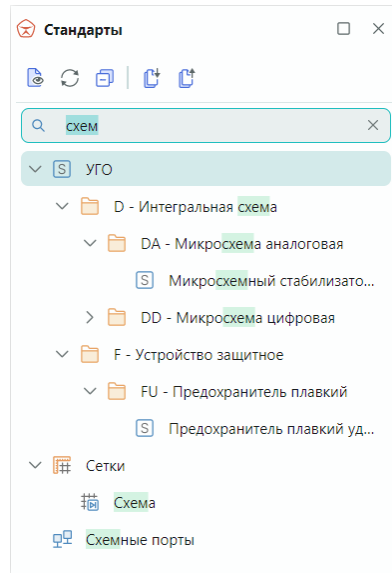 Стандарты
схем
S УГО
D - Интегральная схема
DA - Микросхема аналоговая
S Микросхемный стабилизато...
DD - Микросхема цифровая
F - Устройство защитное
FU - Предохранитель плавкий
S Предохранитель плавкий уд...
Сетки
Схема
Схемные порты